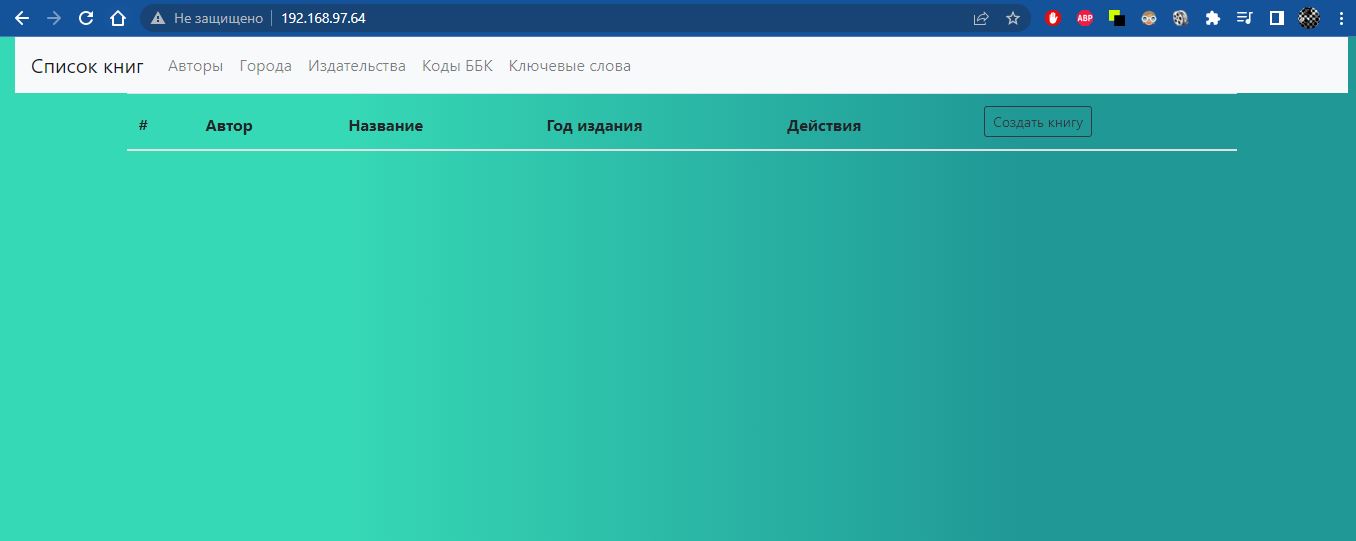 Не защищено 192.168.97.64
ABP
Список книг Авторы Города Издательства Коды ББК Ключевые слова
# Автор Название Год издания Действия Создать книгу